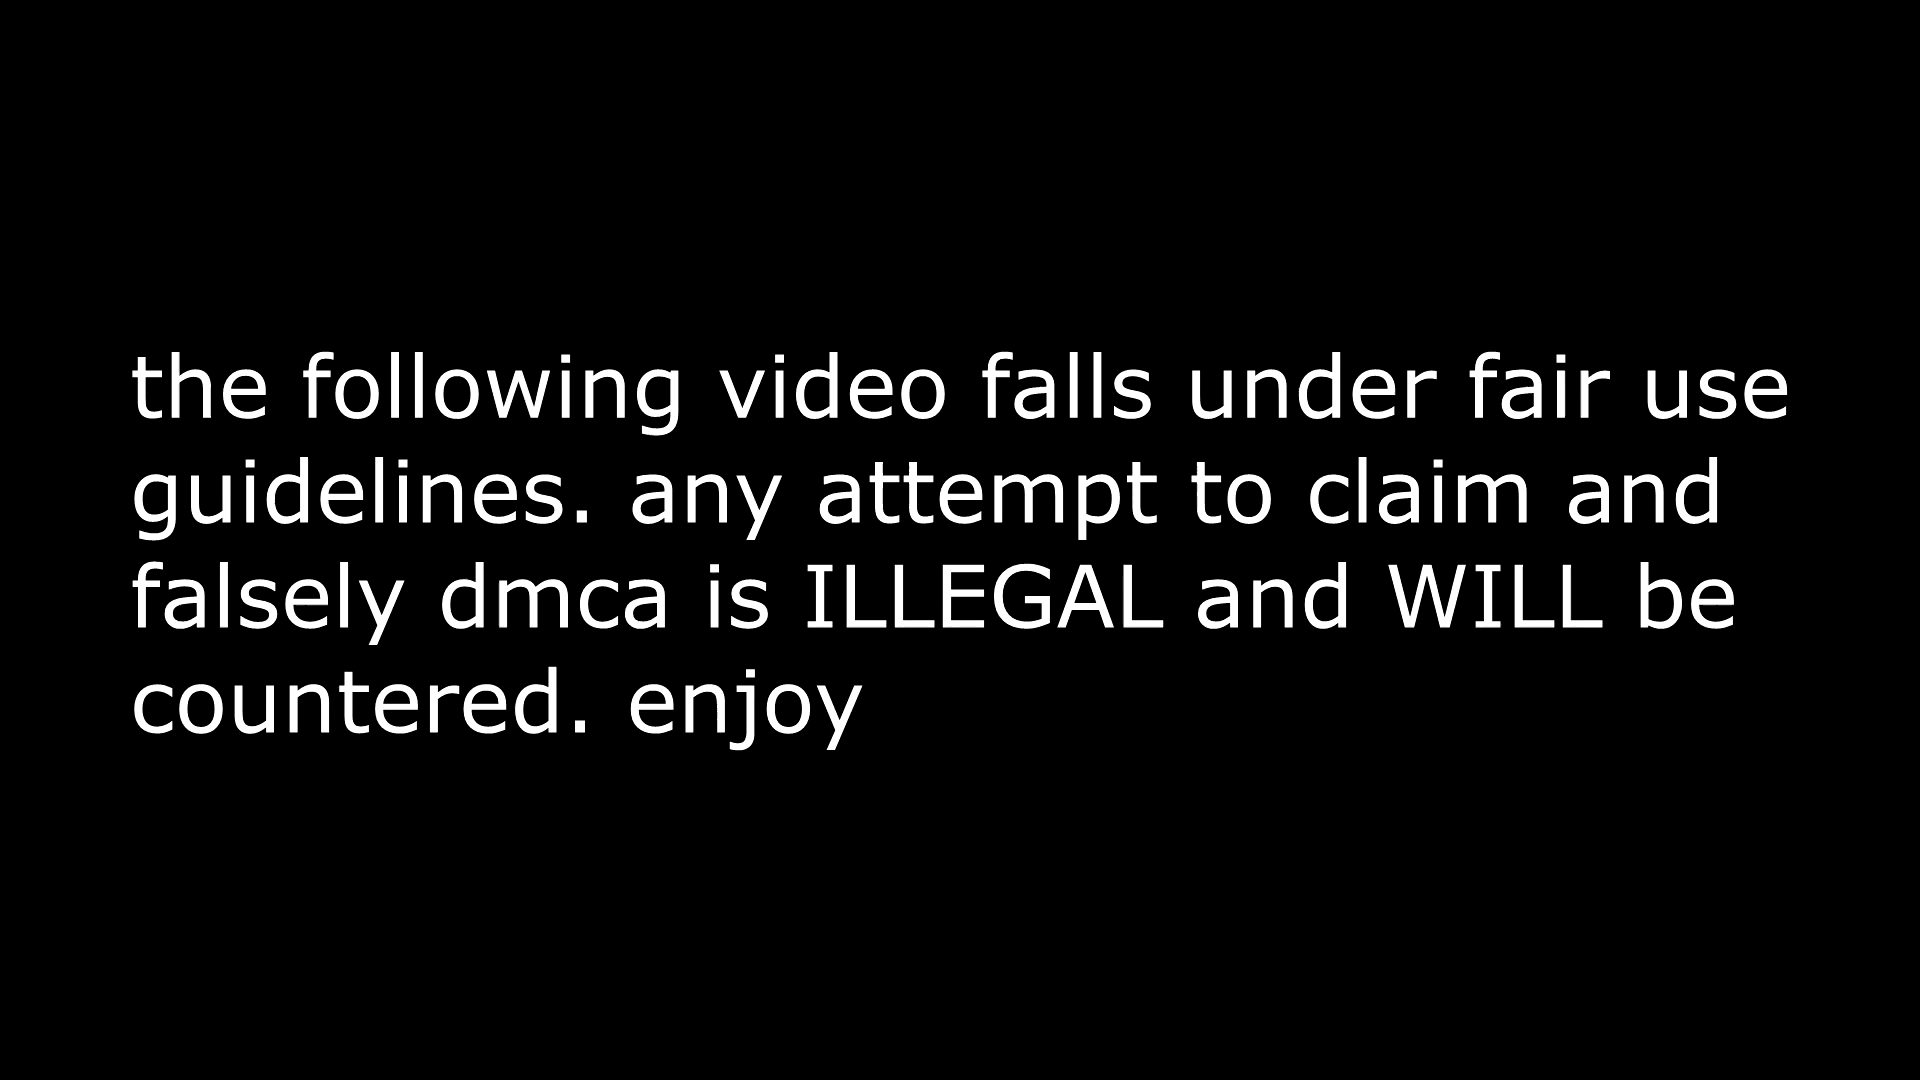 the following video falls under fair use
guidelines. any attempt to claim and
falsely dmca is ILLEGAL and WILL be
countered. enjoy